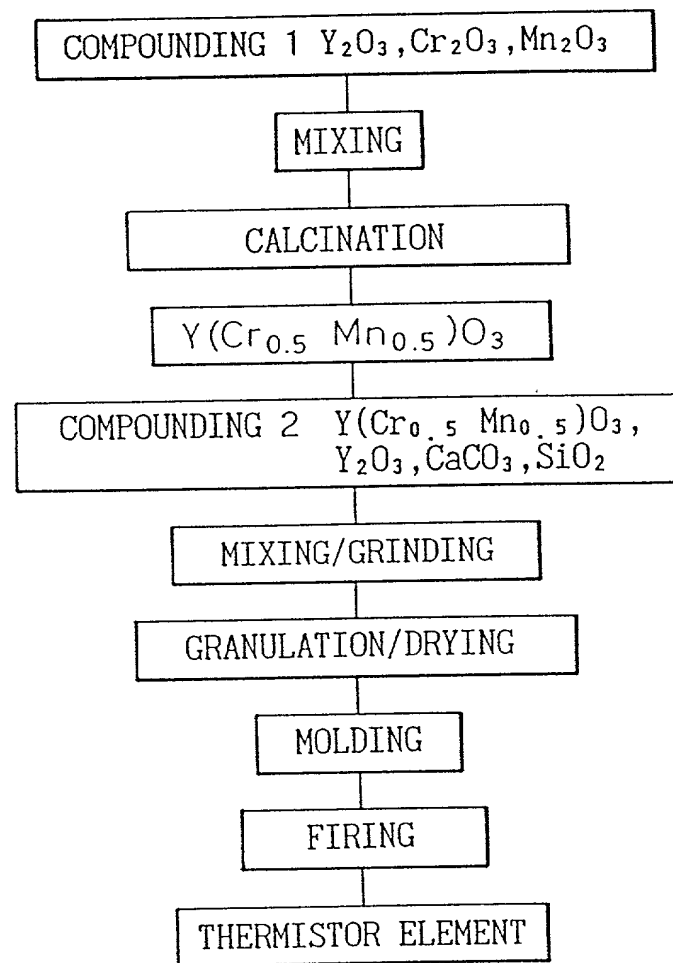 COMPOUNDING 1 Y₂O₃,Cr₂O₃,Mn₂O₃
MIXING
CALCINATION
Y(Cr₀.₅ Mn₀.₅)O₃
COMPOUNDING 2 Y(Cr₀.₅ Mn₀.₅)O₃,
Y₂O₃,CaCO₃,SiO₂
MIXING/GRINDING
GRANULATION/DRYING
MOLDING
FIRING
THERMISTOR ELEMENT